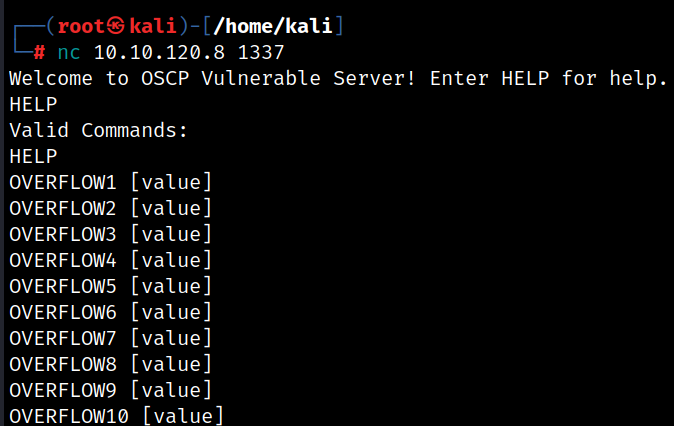 ┌──(root㉿kali)-[/home/kali]
└─# nc 10.10.120.8 1337
Welcome to OSCP Vulnerable Server! Enter HELP for help.
HELP
Valid Commands:
HELP
OVERFLOW1 [value]
OVERFLOW2 [value]
OVERFLOW3 [value]
OVERFLOW4 [value]
OVERFLOW5 [value]
OVERFLOW6 [value]
OVERFLOW7 [value]
OVERFLOW8 [value]
OVERFLOW9 [value]
OVERFLOW10 [value]